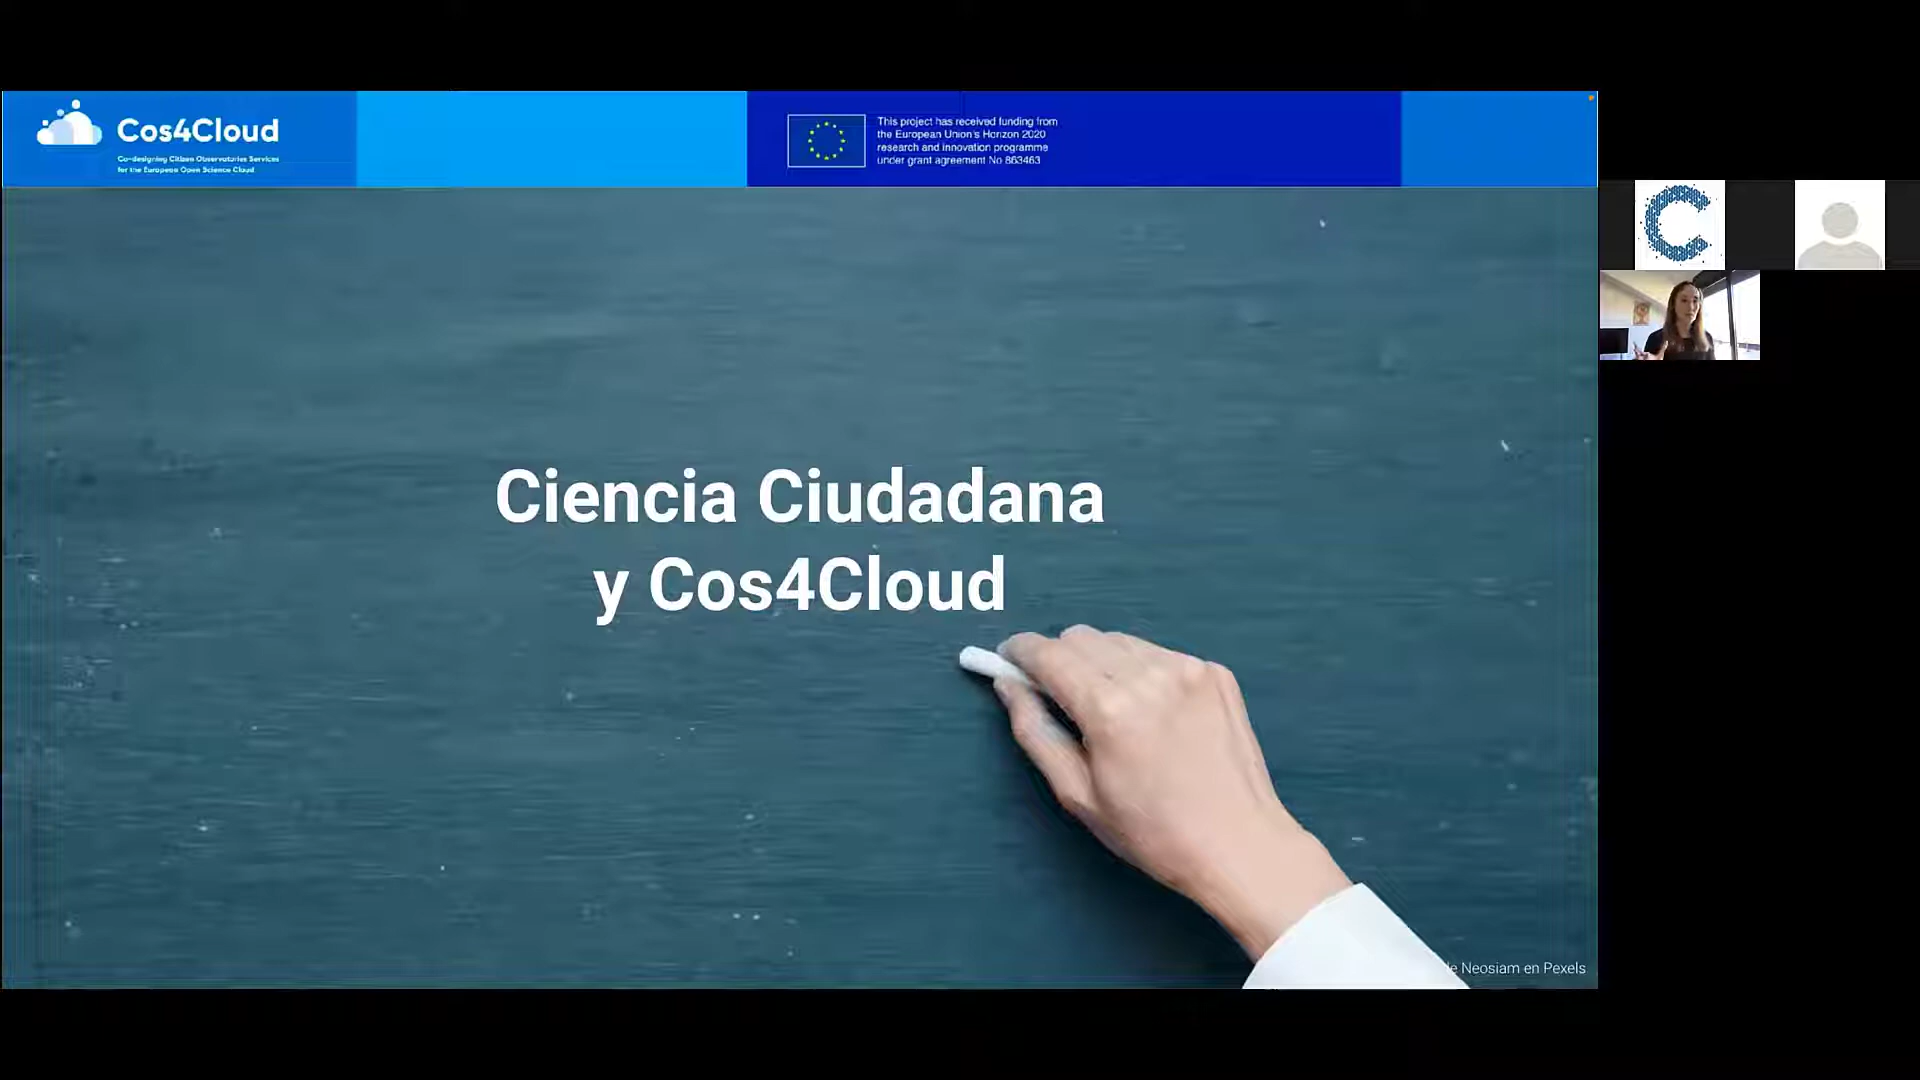 Cos4Cloud
Co-designing Citizen Observatories Services
for the European Open Science Cloud
This project has received funding from
the European Union's Horizon 2020
research and innovation programme
under grant agreement No 863463
Ciencia Ciudadana
y Cos4Cloud
de Neosiam en Pexels